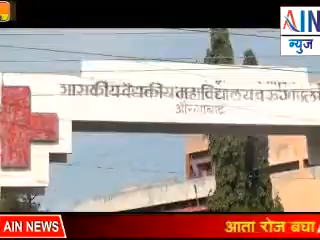 AIN
न्युज
शासकीय वैद्यकीय महाविद्यालय व रुग्णालय
औरंगाबाद
AIN NEWS
आता रोज बघा